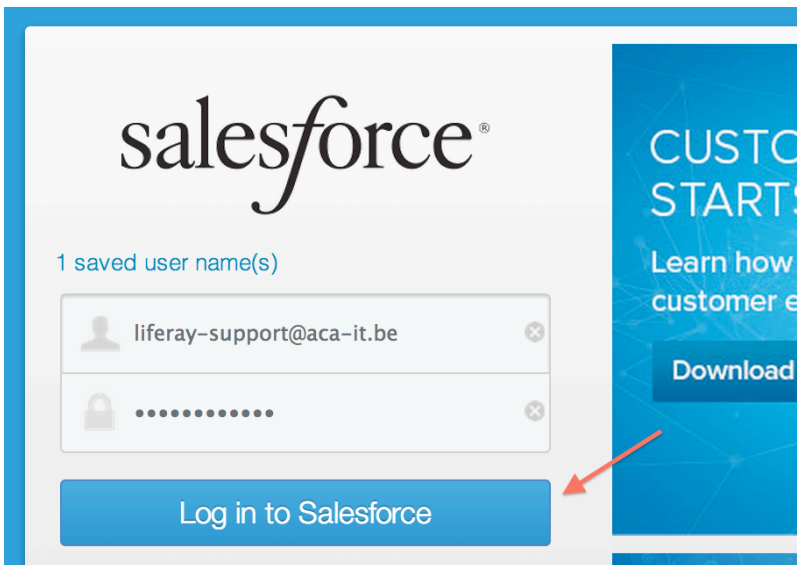 salesforce®
1 saved user name(s)
liferay-support@aca-it.be
••••••••••••
Log in to Salesforce
CUSTO
START
Learn how
customer e
Download